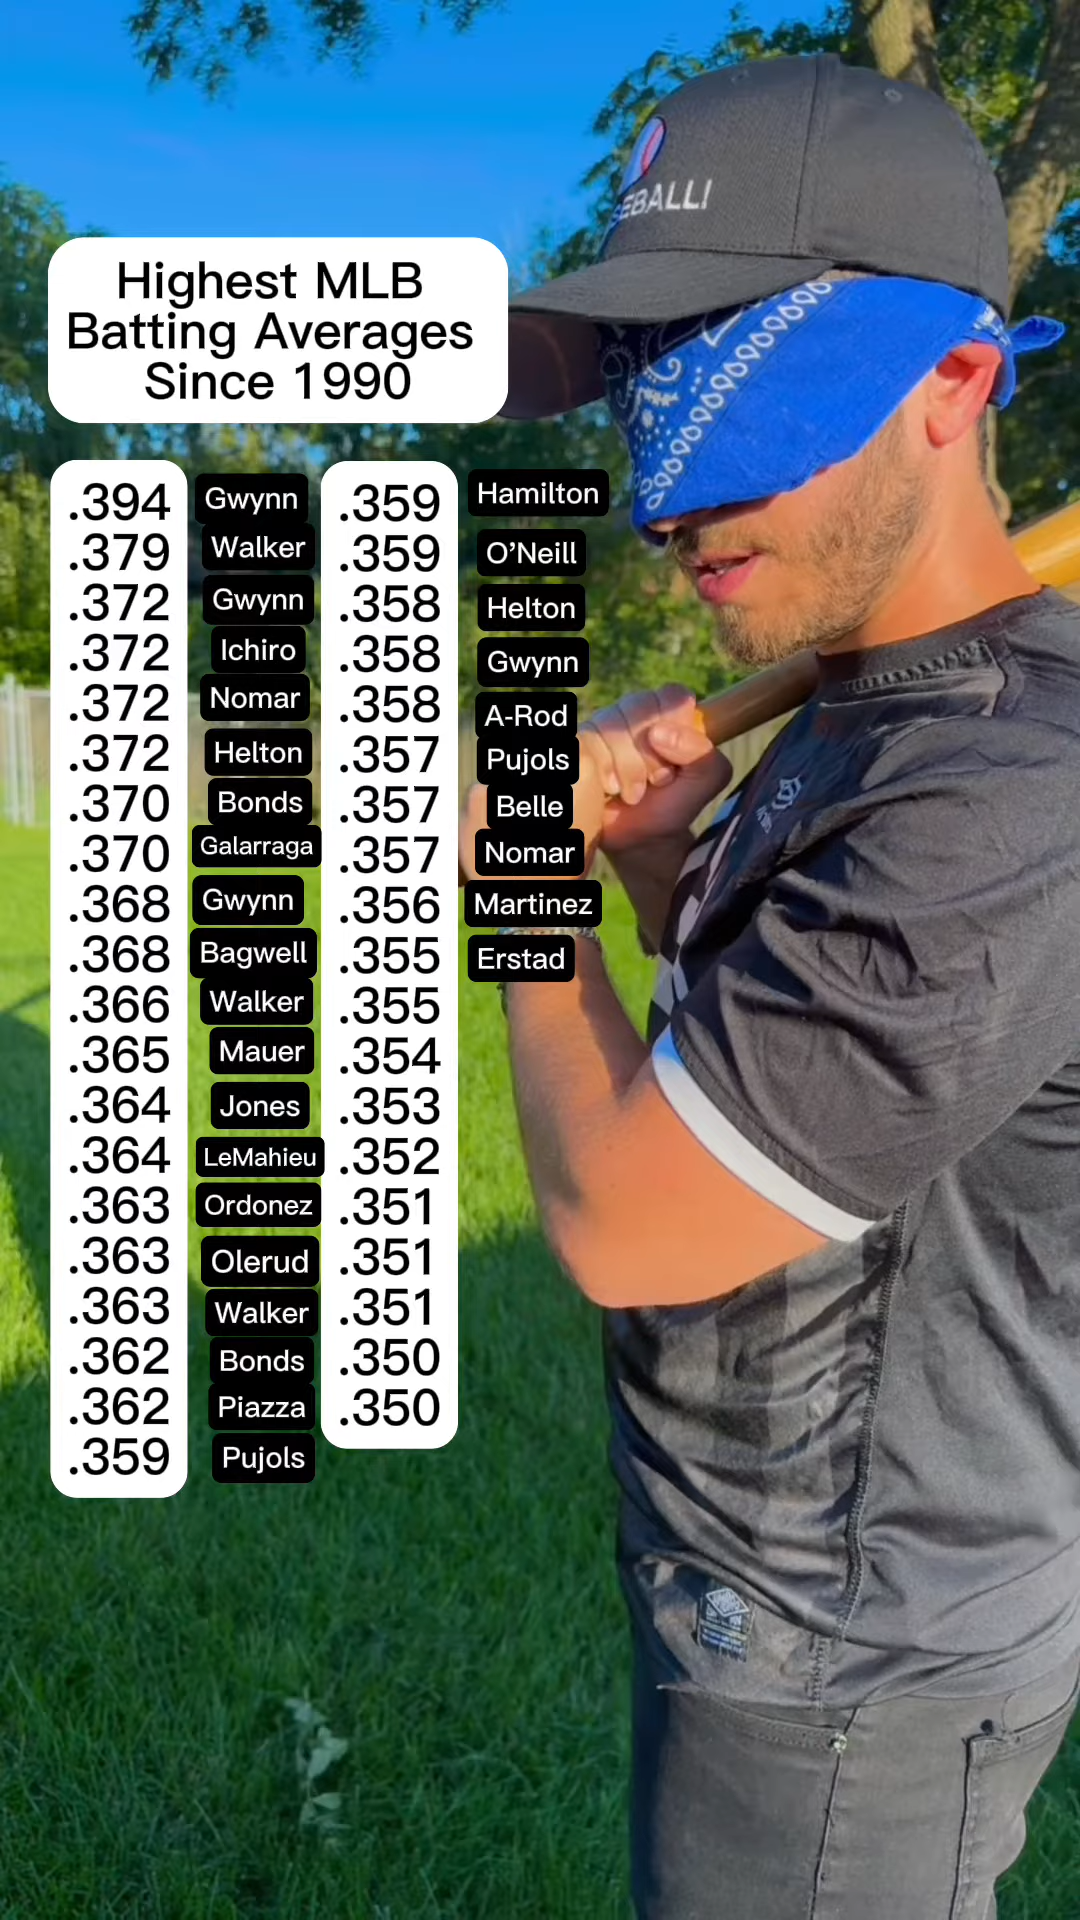 EBALL!
Highest MLB
Batting Averages
Since 1990
.394 Gwynn
.379 Walker
.372 Gwynn
.372 Ichiro
.372 Nomar
.372 Helton
.370 Bonds
.370 Galarraga
.368 Gwynn
.368 Bagwell
.366 Walker
.365 Mauer
.364 Jones
.364 LeMahieu
.363 Ordonez
.363 Olerud
.363 Walker
.362 Bonds
.362 Piazza
.359 Pujols
.359 Hamilton
.359 O’Neill
.358 Helton
.358 Gwynn
.358 A-Rod
.357 Pujols
.357 Belle
.357 Nomar
.356 Martinez
.355 Erstad
.355
.354
.353
.352
.351
.351
.351
.350
.350